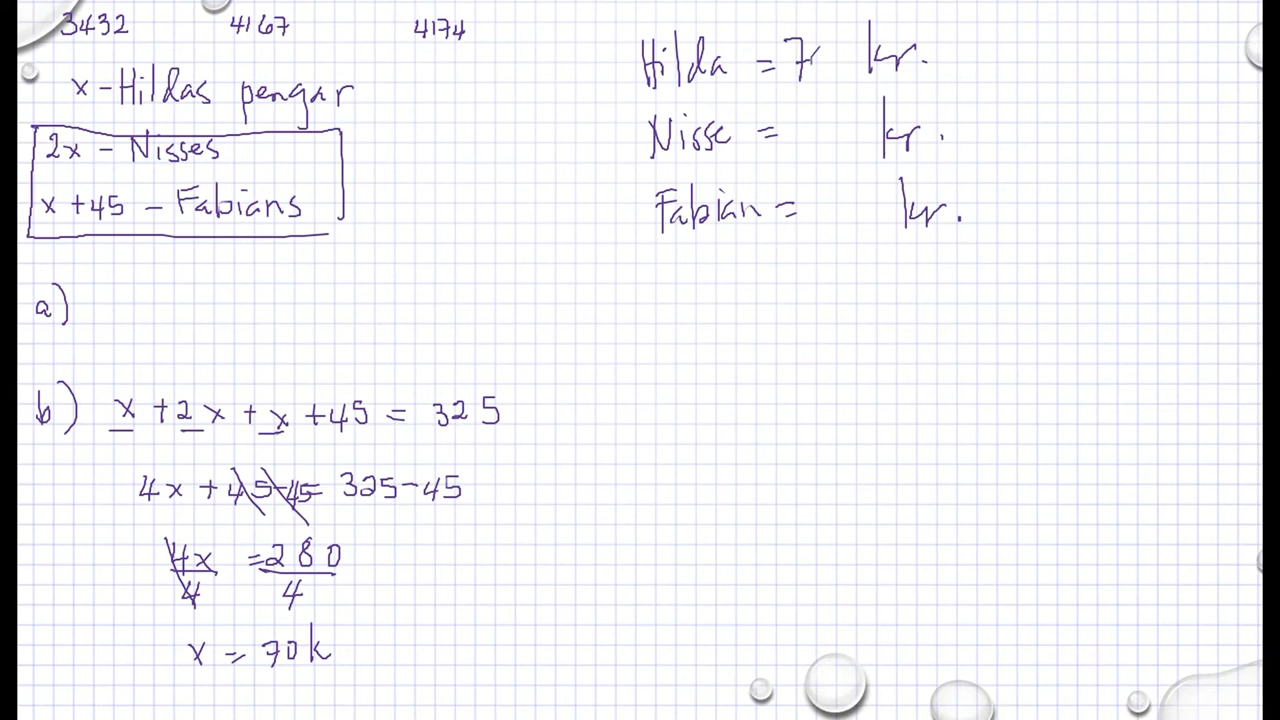 3432 4167 4174
x - Hildas pengar
2x - Nisses
x + 45 - Fabians
Hilda = 7 kr.
Nisse = kr.
Fabian = kr.
a)
b) x + 2x + x + 45 = 325
4x + 45 - 45 = 325 - 45
4x/4 = 280/4
x = 70 k